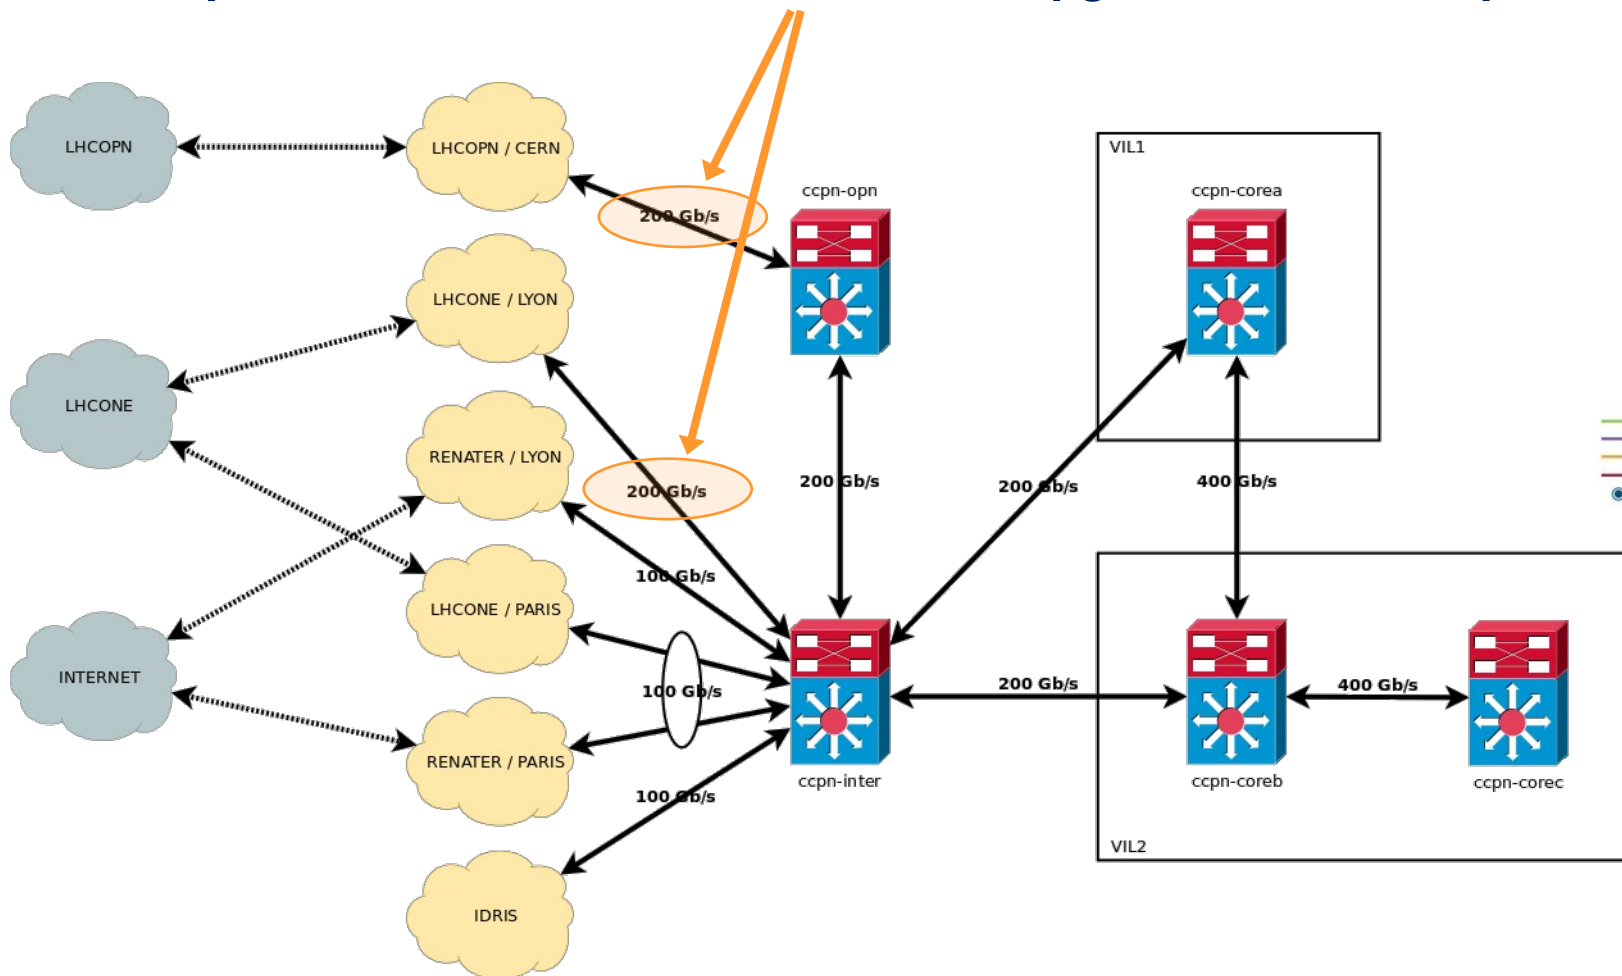 LHCOPN
LHCOPN / CERN
VIL1
ccpn-opn
ccpn-corea
200 Gb/s
LHCONE / LYON
LHCONE
RENATER / LYON
200 Gb/s
200 Gb/s
200 Gb/s
400 Gb/s
100 Gb/s
LHCONE / PARIS
INTERNET
100 Gb/s
200 Gb/s
400 Gb/s
RENATER / PARIS
ccpn-inter
ccpn-coreb
ccpn-corec
100 Gb/s
VIL2
IDRIS